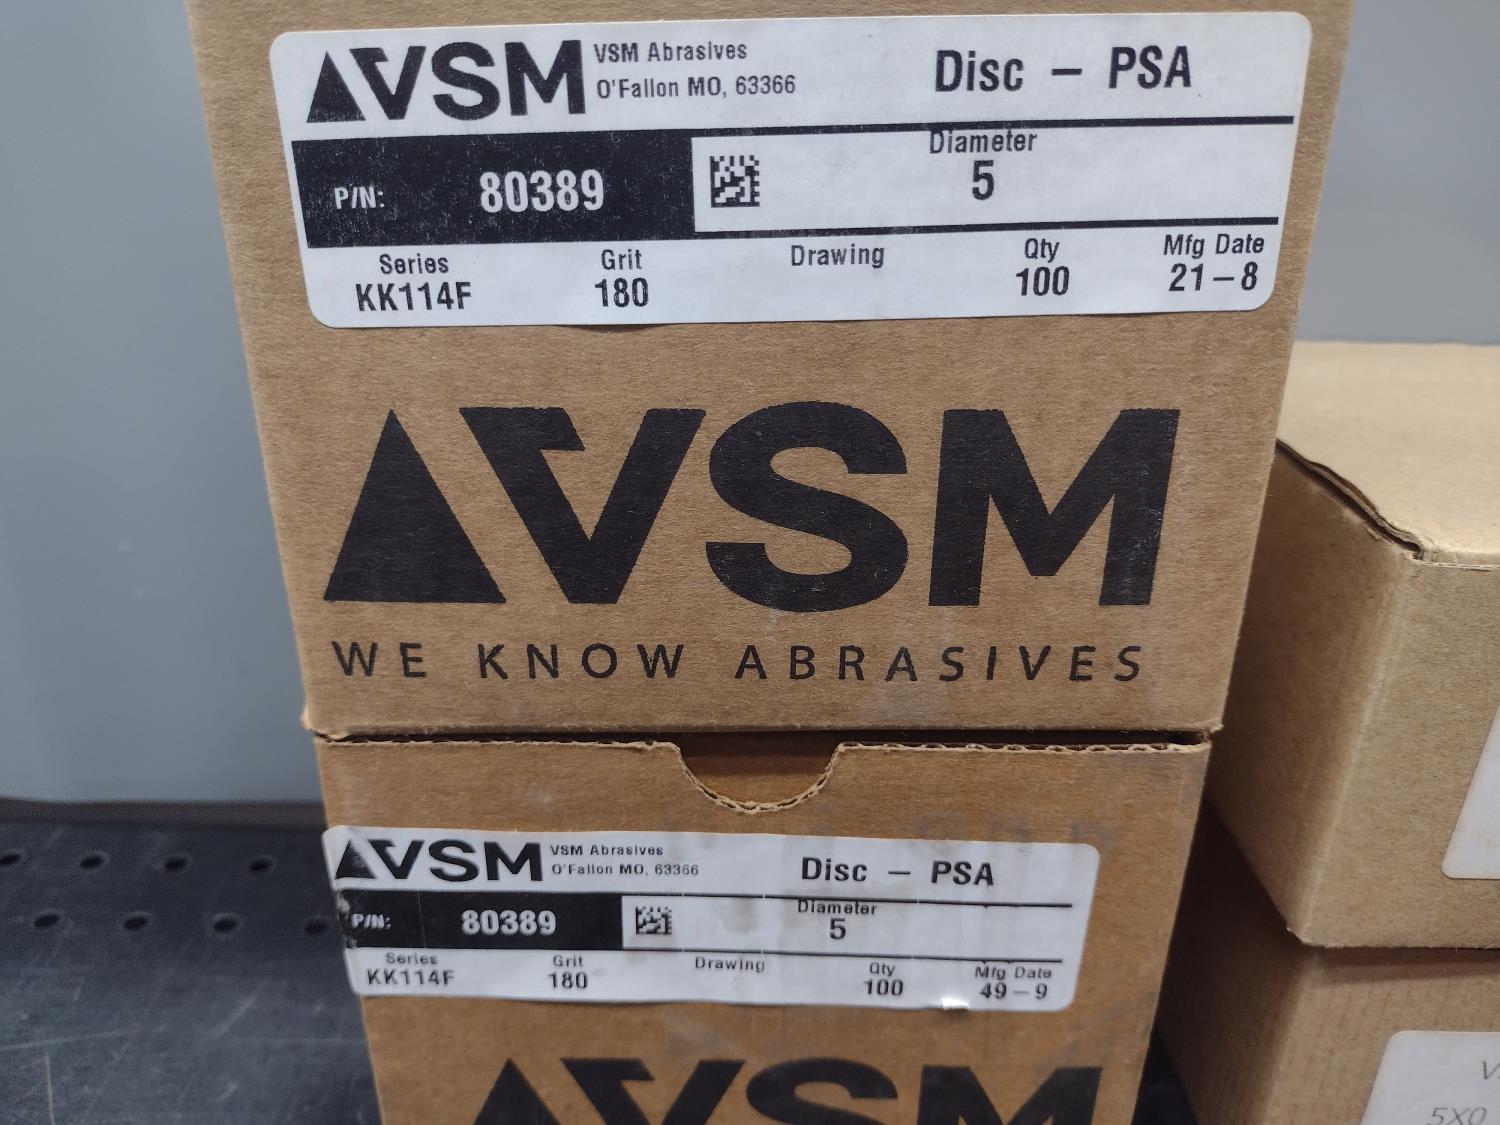 VSM VSM Abrasives
O'Fallon MO, 63366
Disc – PSA
P/N: 80389
Diameter
5
Series Grit Drawing Qty Mfg Date
KK114F 180 100 21–8
VSM
WE KNOW ABRASIVES
VSM VSM Abrasives
O'Fallon MO, 63366
Disc – PSA
P/N: 80389
Diameter
5
Series Grit Drawing Qty Mfg Date
KK114F 180 100 49–9
VSM